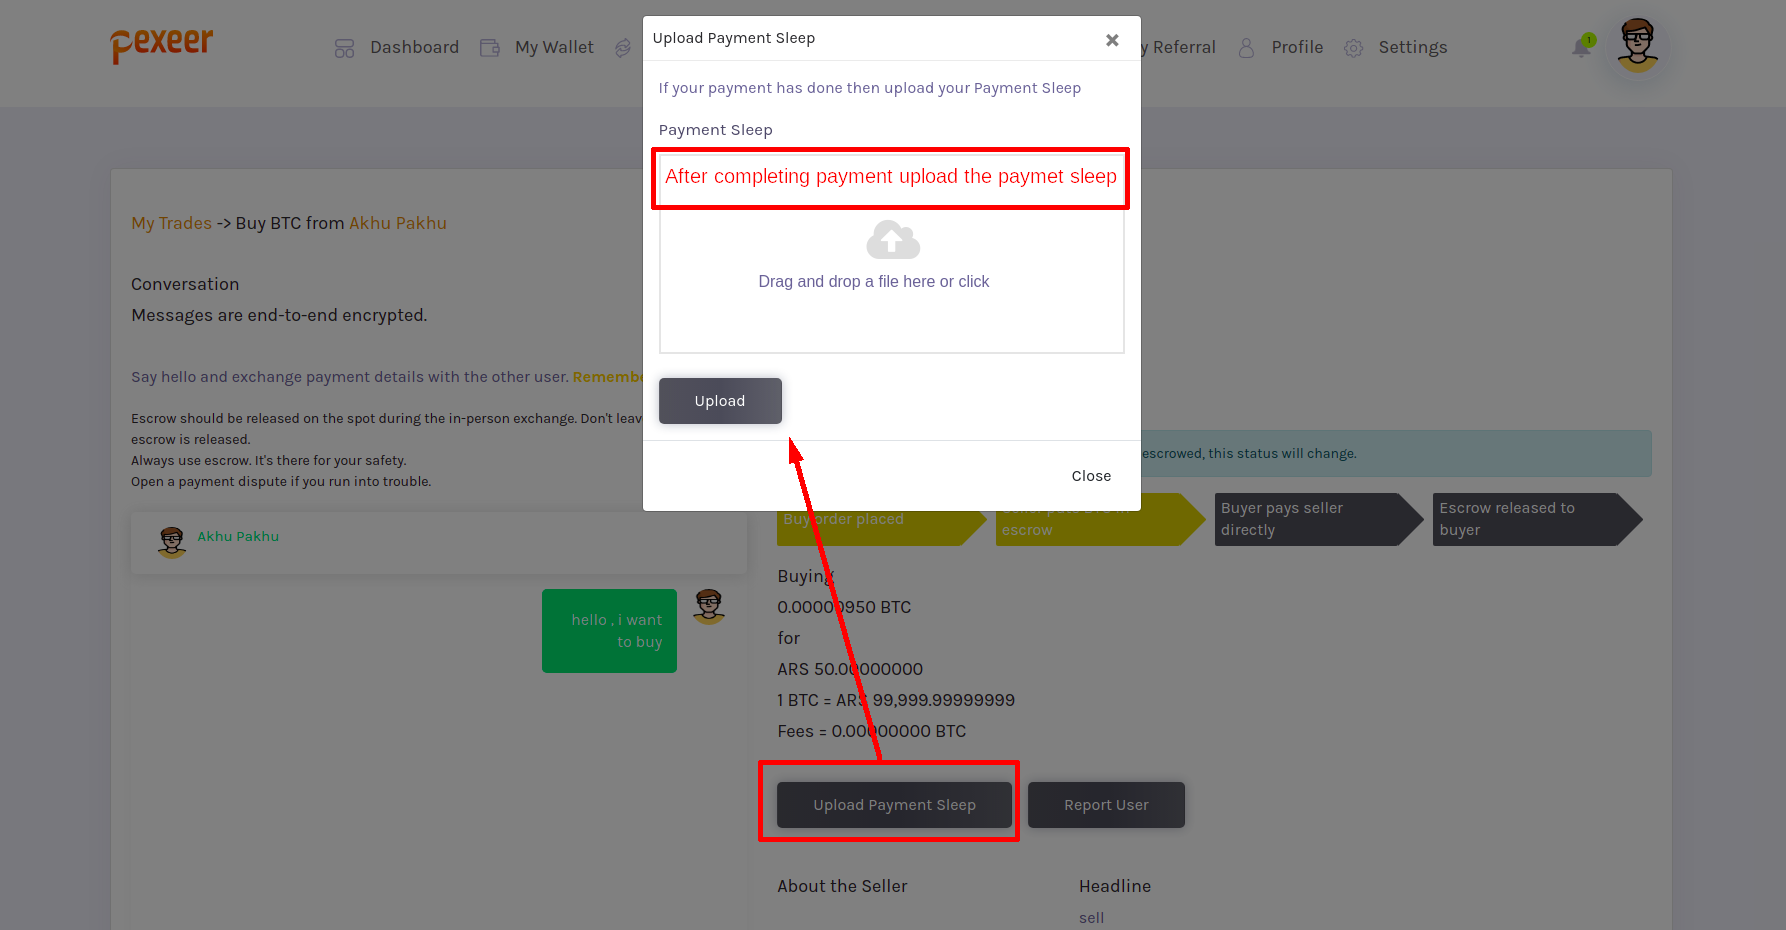 pexeer
Dashboard
My Wallet
y Referral
Profile
Settings
1
Upload Payment Sleep
If your payment has done then upload your Payment Sleep
Payment Sleep
After completing payment upload the paymet sleep
Drag and drop a file here or click
Upload
Close
My Trades -> Buy BTC from Akhu Pakhu
Conversation
Messages are end-to-end encrypted.
Say hello and exchange payment details with the other user. Remembe
Escrow should be released on the spot during the in-person exchange. Don't leav
escrow is released.
Always use escrow. It's there for your safety.
Open a payment dispute if you run into trouble.
Akhu Pakhu
hello , i want
to buy
escrowed, this status will change.
Buy order placed
escrow
Buyer pays seller
directly
Escrow released to
buyer
Buying
0.00000950 BTC
for
ARS 50.00000000
1 BTC = ARS 99,999.99999999
Fees = 0.00000000 BTC
Upload Payment Sleep
Report User
About the Seller
Headline
sell